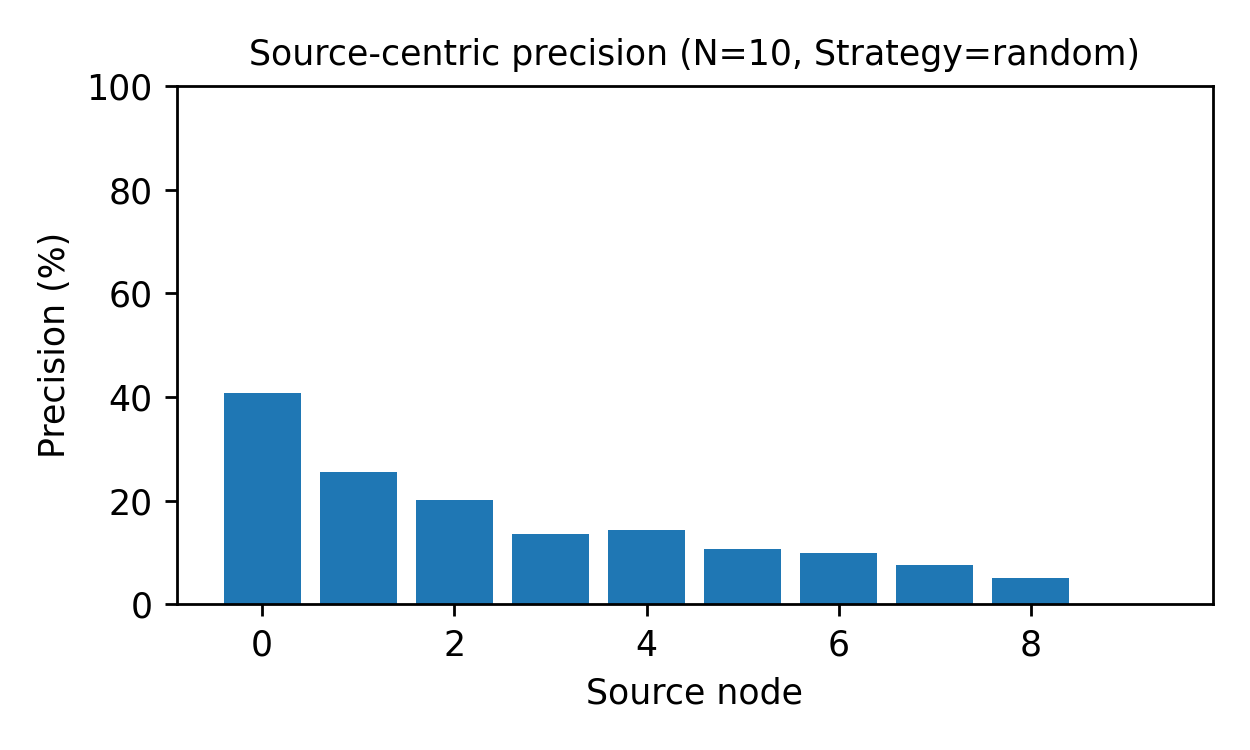 Source-centric precision (N=10, Strategy=random)
100
80
60
40
20
0
Precision (%)
0 2 4 6 8
Source node